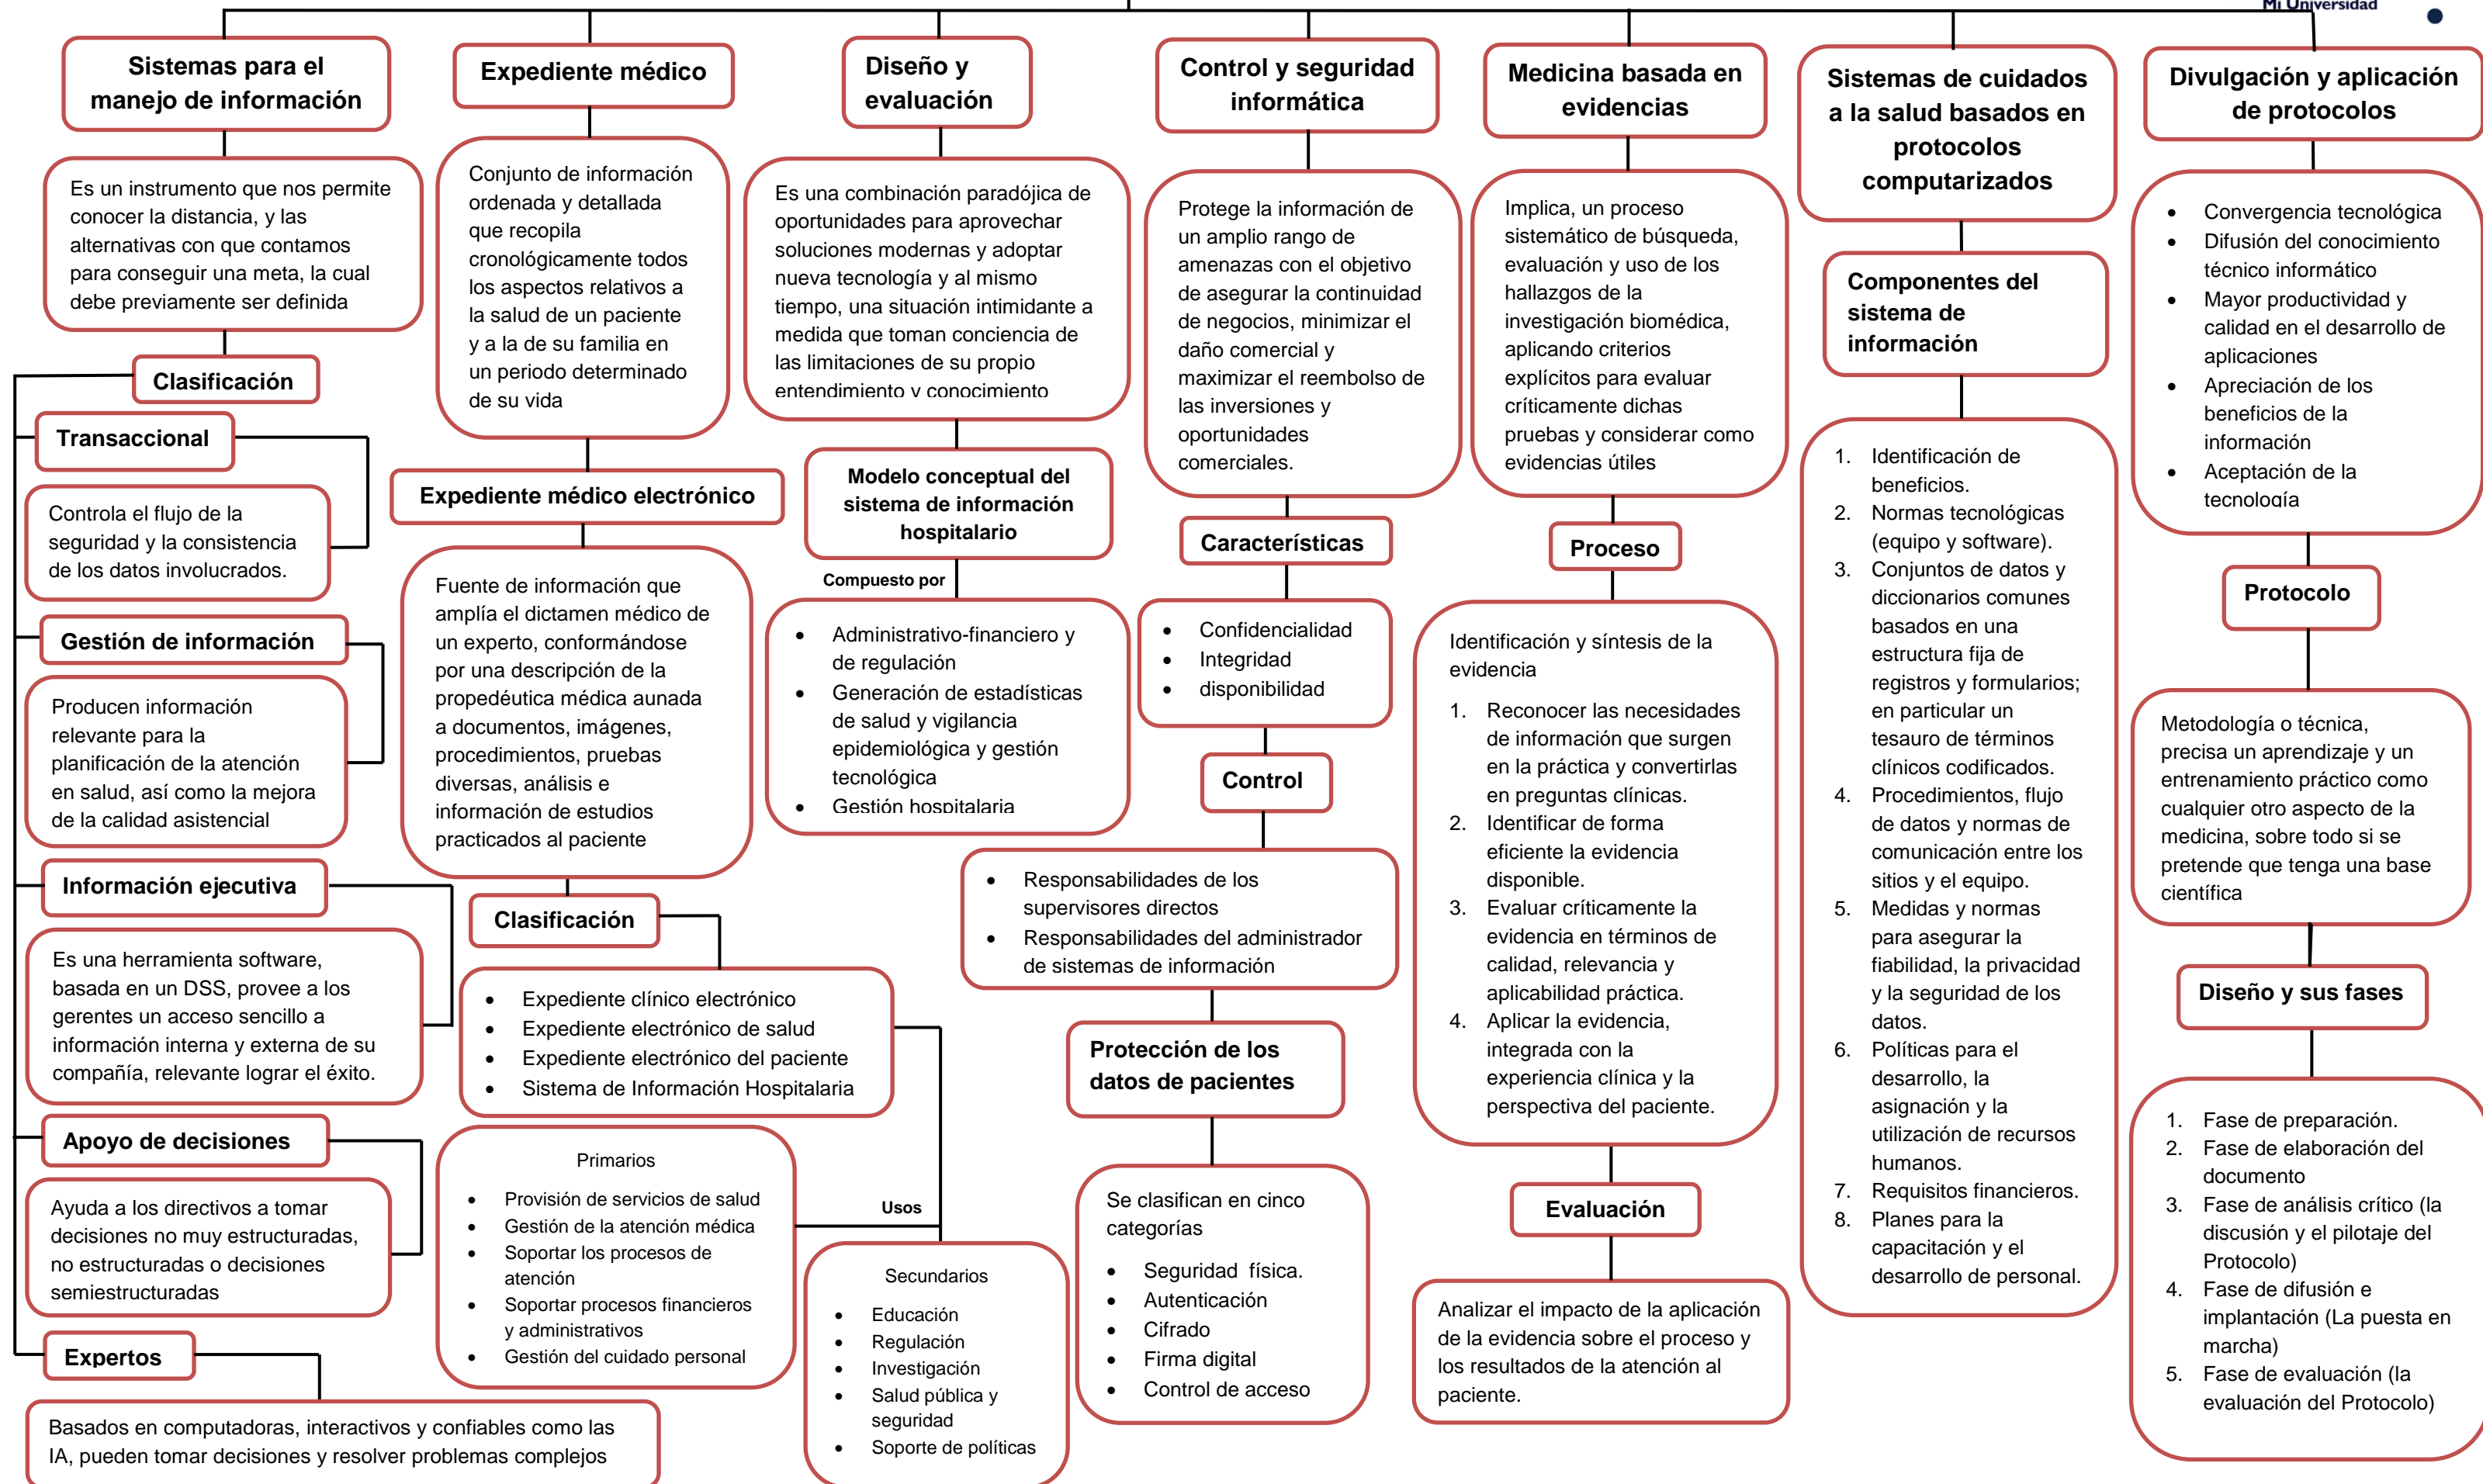 Mi Universidad
Sistemas para el
manejo de información
Es un instrumento que nos permite
conocer la distancia, y las
alternativas con que contamos
para conseguir una meta, la cual
debe previamente ser definida
Clasificación
Transaccional
Controla el flujo de la
seguridad y la consistencia
de los datos involucrados.
Gestión de información
Producen información
relevante para la
planificación de la atención
en salud, así como la mejora
de la calidad asistencial
Información ejecutiva
Es una herramienta software,
basada en un DSS, provee a los
gerentes un acceso sencillo a
información interna y externa de su
compañía, relevante lograr el éxito.
Apoyo de decisiones
Ayuda a los directivos a tomar
decisiones no muy estructuradas,
no estructuradas o decisiones
semiestructuradas
Expertos
Basados en computadoras, interactivos y confiables como las
IA, pueden tomar decisiones y resolver problemas complejos
Expediente médico
Conjunto de información
ordenada y detallada
que recopila
cronológicamente todos
los aspectos relativos a
la salud de un paciente
y a la de su familia en
un periodo determinado
de su vida
Expediente médico electrónico
Fuente de información que
amplía el dictamen médico de
un experto, conformándose
por una descripción de la
propedéutica médica aunada
a documentos, imágenes,
procedimientos, pruebas
diversas, análisis e
información de estudios
practicados al paciente
Clasificación
• Expediente clínico electrónico
• Expediente electrónico de salud
• Expediente electrónico del paciente
• Sistema de Información Hospitalaria
Usos
Primarios
• Provisión de servicios de salud
• Gestión de la atención médica
• Soportar los procesos de
atención
• Soportar procesos financieros
y administrativos
• Gestión del cuidado personal
Secundarios
• Educación
• Regulación
• Investigación
• Salud pública y
seguridad
• Soporte de políticas
Diseño y
evaluación
Es una combinación paradójica de
oportunidades para aprovechar
soluciones modernas y adoptar
nueva tecnología y al mismo
tiempo, una situación intimidante a
medida que toman conciencia de
las limitaciones de su propio
entendimiento y conocimiento
Modelo conceptual del
sistema de información
hospitalario
Compuesto por
• Administrativo-financiero y
de regulación
• Generación de estadísticas
de salud y vigilancia
epidemiológica y gestión
tecnológica
• Gestión hospitalaria
Control y seguridad
informática
Protege la información de
un amplio rango de
amenazas con el objetivo
de asegurar la continuidad
de negocios, minimizar el
daño comercial y
maximizar el reembolso de
las inversiones y
oportunidades
comerciales.
Características
• Confidencialidad
• Integridad
• disponibilidad
Control
• Responsabilidades de los
supervisores directos
• Responsabilidades del administrador
de sistemas de información
Protección de los
datos de pacientes
Se clasifican en cinco
categorías
• Seguridad física.
• Autenticación
• Cifrado
• Firma digital
• Control de acceso
Medicina basada en
evidencias
Implica, un proceso
sistemático de búsqueda,
evaluación y uso de los
hallazgos de la
investigación biomédica,
aplicando criterios
explícitos para evaluar
críticamente dichas
pruebas y considerar como
evidencias útiles
Proceso
Identificación y síntesis de la
evidencia
1. Reconocer las necesidades
de información que surgen
en la práctica y convertirlas
en preguntas clínicas.
2. Identificar de forma
eficiente la evidencia
disponible.
3. Evaluar críticamente la
evidencia en términos de
calidad, relevancia y
aplicabilidad práctica.
4. Aplicar la evidencia,
integrada con la
experiencia clínica y la
perspectiva del paciente.
Evaluación
Analizar el impacto de la aplicación
de la evidencia sobre el proceso y
los resultados de la atención al
paciente.
Sistemas de cuidados
a la salud basados en
protocolos
computarizados
Componentes del
sistema de
información
1. Identificación de
beneficios.
2. Normas tecnológicas
(equipo y software).
3. Conjuntos de datos y
diccionarios comunes
basados en una
estructura fija de
registros y formularios;
en particular un
tesauro de términos
clínicos codificados.
4. Procedimientos, flujo
de datos y normas de
comunicación entre los
sitios y el equipo.
5. Medidas y normas
para asegurar la
fiabilidad, la privacidad
y la seguridad de los
datos.
6. Políticas para el
desarrollo, la
asignación y la
utilización de recursos
humanos.
7. Requisitos financieros.
8. Planes para la
capacitación y el
desarrollo de personal.
Divulgación y aplicación
de protocolos
• Convergencia tecnológica
• Difusión del conocimiento
técnico informático
• Mayor productividad y
calidad en el desarrollo de
aplicaciones
• Apreciación de los
beneficios de la
información
• Aceptación de la
tecnología
Protocolo
Metodología o técnica,
precisa un aprendizaje y un
entrenamiento práctico como
cualquier otro aspecto de la
medicina, sobre todo si se
pretende que tenga una base
científica
Diseño y sus fases
1. Fase de preparación.
2. Fase de elaboración del
documento
3. Fase de análisis crítico (la
discusión y el pilotaje del
Protocolo)
4. Fase de difusión e
implantación (La puesta en
marcha)
5. Fase de evaluación (la
evaluación del Protocolo)